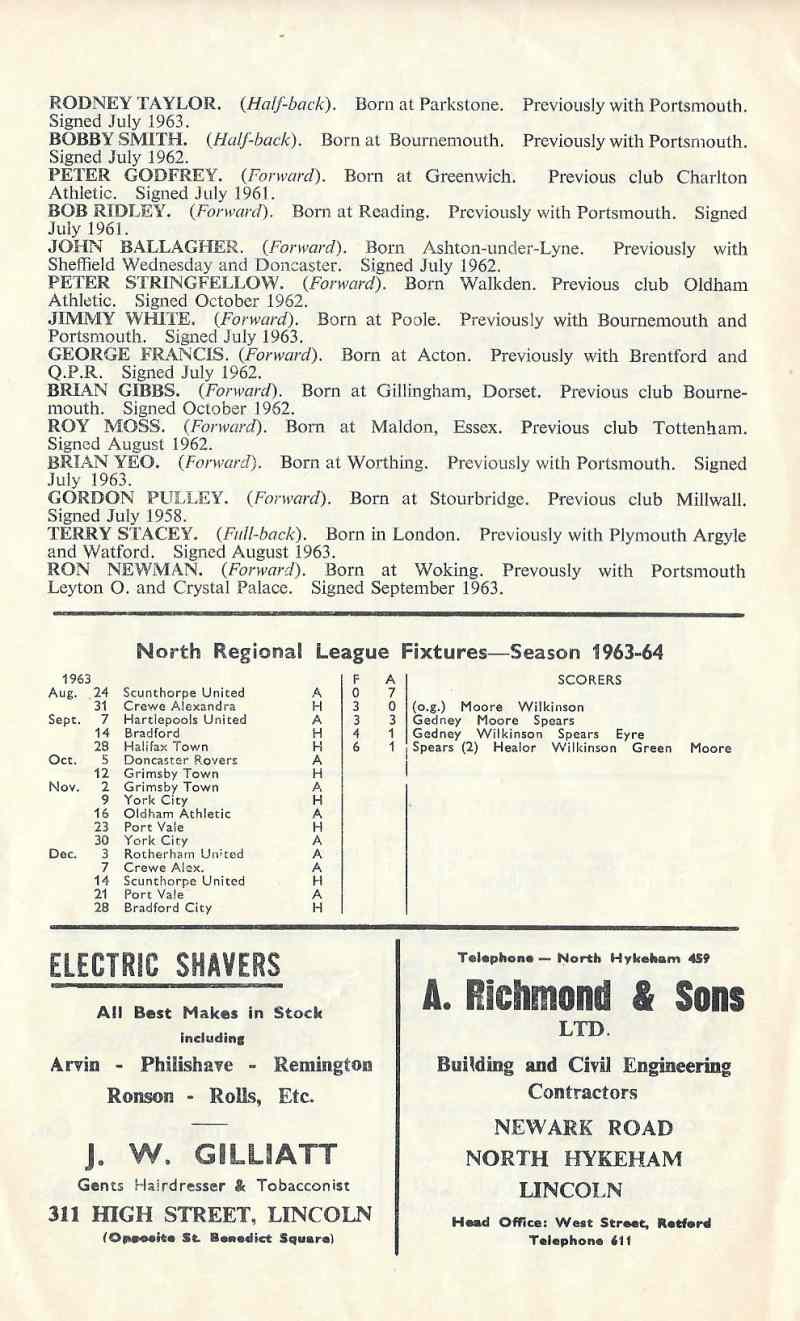 RODNEY TAYLOR. (Half-back). Born at Parkstone. Previously with Portsmouth.
Signed July 1963.
BOBBY SMITH. (Half-back). Born at Bournemouth. Previously with Portsmouth.
Signed July 1962.
PETER GODFREY. (Forward). Born at Greenwich. Previous club Charlton
Athletic. Signed July 1961.
BOB RIDLEY. (Forward). Born at Reading. Previously with Portsmouth. Signed
July 1961.
JOHN BALLAGHER. (Forward). Born Ashton-under-Lyne. Previously with
Sheffield Wednesday and Doncaster. Signed July 1962.
PETER STRINGFELLOW. (Forward). Born Walkden. Previous club Oldham
Athletic. Signed October 1962.
JIMMY WHITE. (Forward). Born at Poole. Previously with Bournemouth and
Portsmouth. Signed July 1963.
GEORGE FRANCIS. (Forward). Born at Acton. Previously with Brentford and
Q.P.R. Signed July 1962.
BRIAN GIBBS. (Forward). Born at Gillingham, Dorset. Previous club Bourne-
mouth. Signed October 1962.
ROY MOSS. (Forward). Born at Maldon, Essex. Previous club Tottenham.
Signed August 1962.
BRIAN YEO. (Forward). Born at Worthing. Previously with Portsmouth. Signed
July 1963.
GORDON PULLEY. (Forward). Born at Stourbridge. Previous club Millwall.
Signed July 1958.
TERRY STACEY. (Full-back). Born in London. Previously with Plymouth Argyle
and Watford. Signed August 1963.
RON NEWMAN. (Forward). Born at Woking. Prevously with Portsmouth
Leyton O. and Crystal Palace. Signed September 1963.
North Regional League Fixtures—Season 1963-64
1963 F A SCORERS
Aug. 24 Scunthorpe United A 0 7
31 Crewe Alexandra H 3 0 (o.g.) Moore Wilkinson
Sept. 7 Hartlepools United A 3 3 Gedney Moore Spears
14 Bradford H 4 1 Gedney Wilkinson Spears Eyre
28 Halifax Town H 6 1 Spears (2) Healor Wilkinson Green Moore
Oct. 5 Doncaster Rovers A
12 Grimsby Town H
Nov. 2 Grimsby Town A
9 York City H
16 Oldham Athletic A
23 Port Vale H
30 York City A
Dec. 3 Rotherham United A
7 Crewe Alex. A
14 Scunthorpe United H
21 Port Vale A
28 Bradford City H
ELECTRIC SHAVERS
All Best Makes in Stock
including
Arvin - Philishave - Remington
Ronson - Rolls, Etc.
J. W. GILLIATT
Gents Hairdresser & Tobacconist
311 HIGH STREET, LINCOLN
(Opposite St. Benedict Square)
Telephone — North Hykeham 459
A. Richmond & Sons
LTD.
Building and Civil Engineering
Contractors
NEWARK ROAD
NORTH HYKEHAM
LINCOLN
Head Office: West Street, Retford
Telephone 611